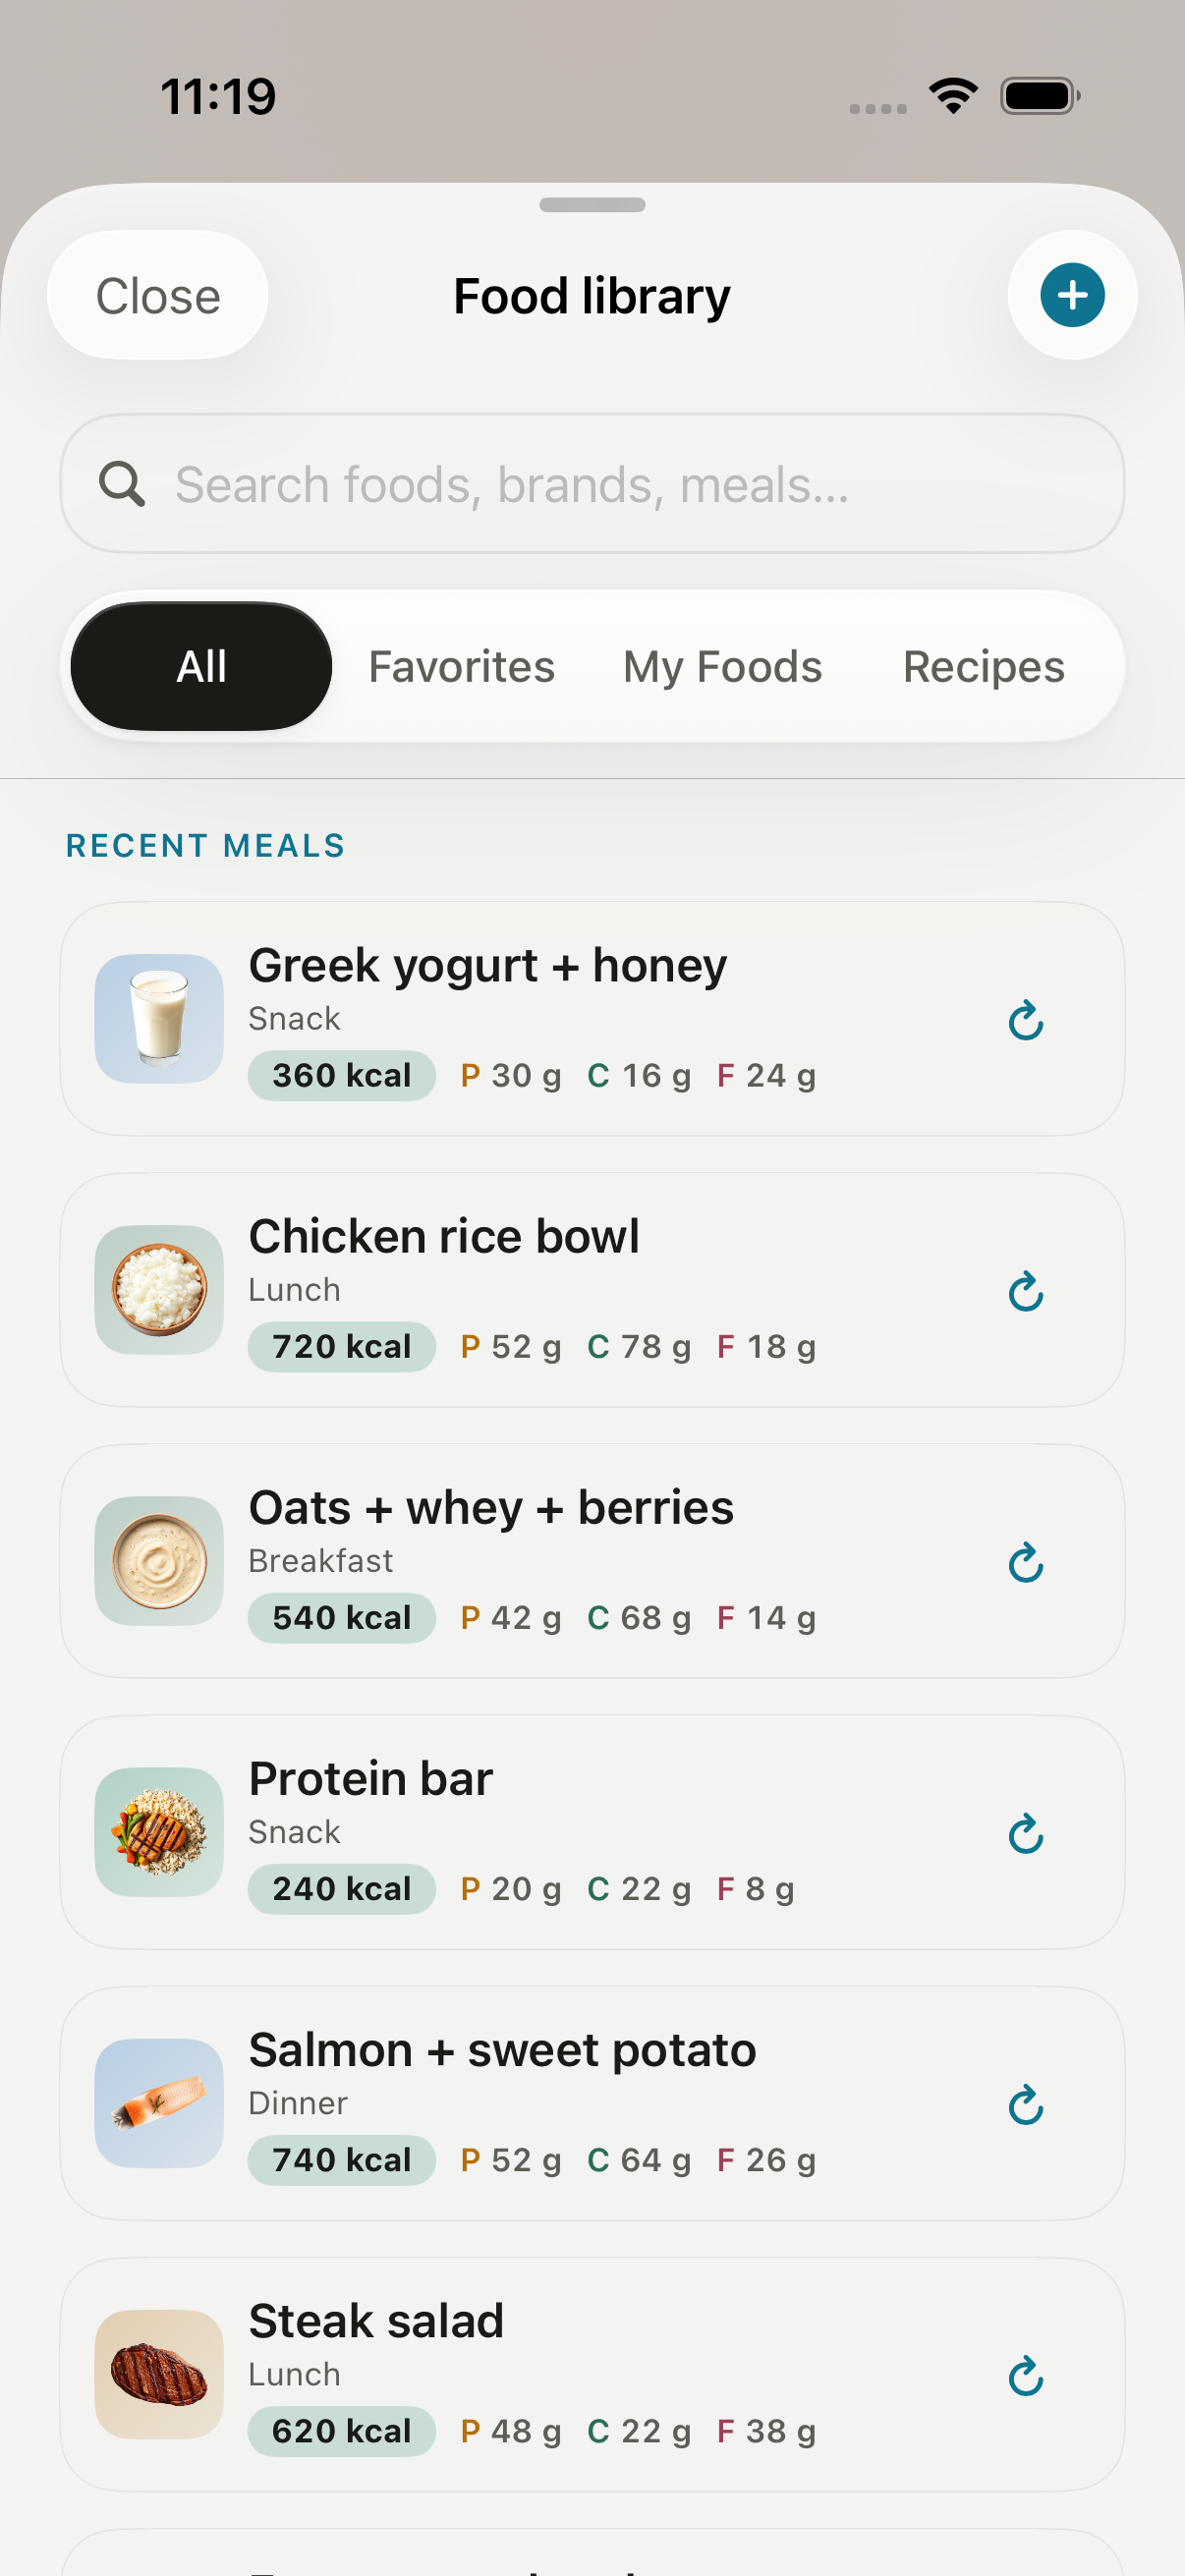 11:19
Close
Food library
Search foods, brands, meals...
All
Favorites
My Foods
Recipes
RECENT MEALS
Greek yogurt + honey
Snack
360 kcal P 30 g C 16 g F 24 g
Chicken rice bowl
Lunch
720 kcal P 52 g C 78 g F 18 g
Oats + whey + berries
Breakfast
540 kcal P 42 g C 68 g F 14 g
Protein bar
Snack
240 kcal P 20 g C 22 g F 8 g
Salmon + sweet potato
Dinner
740 kcal P 52 g C 64 g F 26 g
Steak salad
Lunch
620 kcal P 48 g C 22 g F 38 g